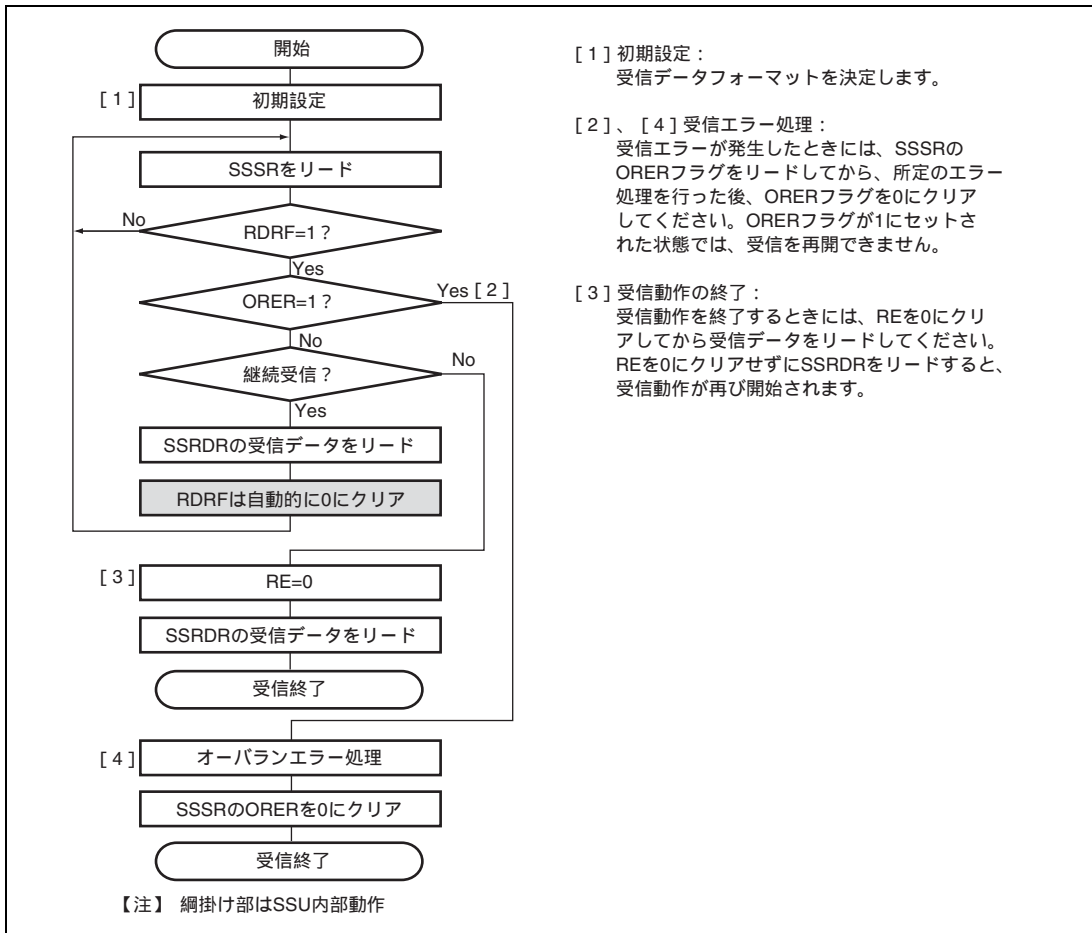 開始
[1] 初期設定
SSSRをリード
No
RDRF=1？
Yes
ORER=1？
Yes [2]
No
継続受信？
No
Yes
SSRDRの受信データをリード
RDRFは自動的に0にクリア
[3] RE=0
SSRDRの受信データをリード
受信終了
[4] オーバランエラー処理
SSSRのORERを0にクリア
受信終了
【注】 綱掛け部はSSU内部動作
[1] 初期設定：
受信データフォーマットを決定します。
[2]、[4] 受信エラー処理：
受信エラーが発生したときには、SSSRの
ORERフラグをリードしてから、所定のエラー
処理を行った後、ORERフラグを0にクリア
してください。ORERフラグが1にセットさ
れた状態では、受信を再開できません。
[3] 受信動作の終了：
受信動作を終了するときには、REを0にクリ
アしてから受信データをリードしてください。
REを0にクリアせずにSSRDRをリードすると、
受信動作が再び開始されます。